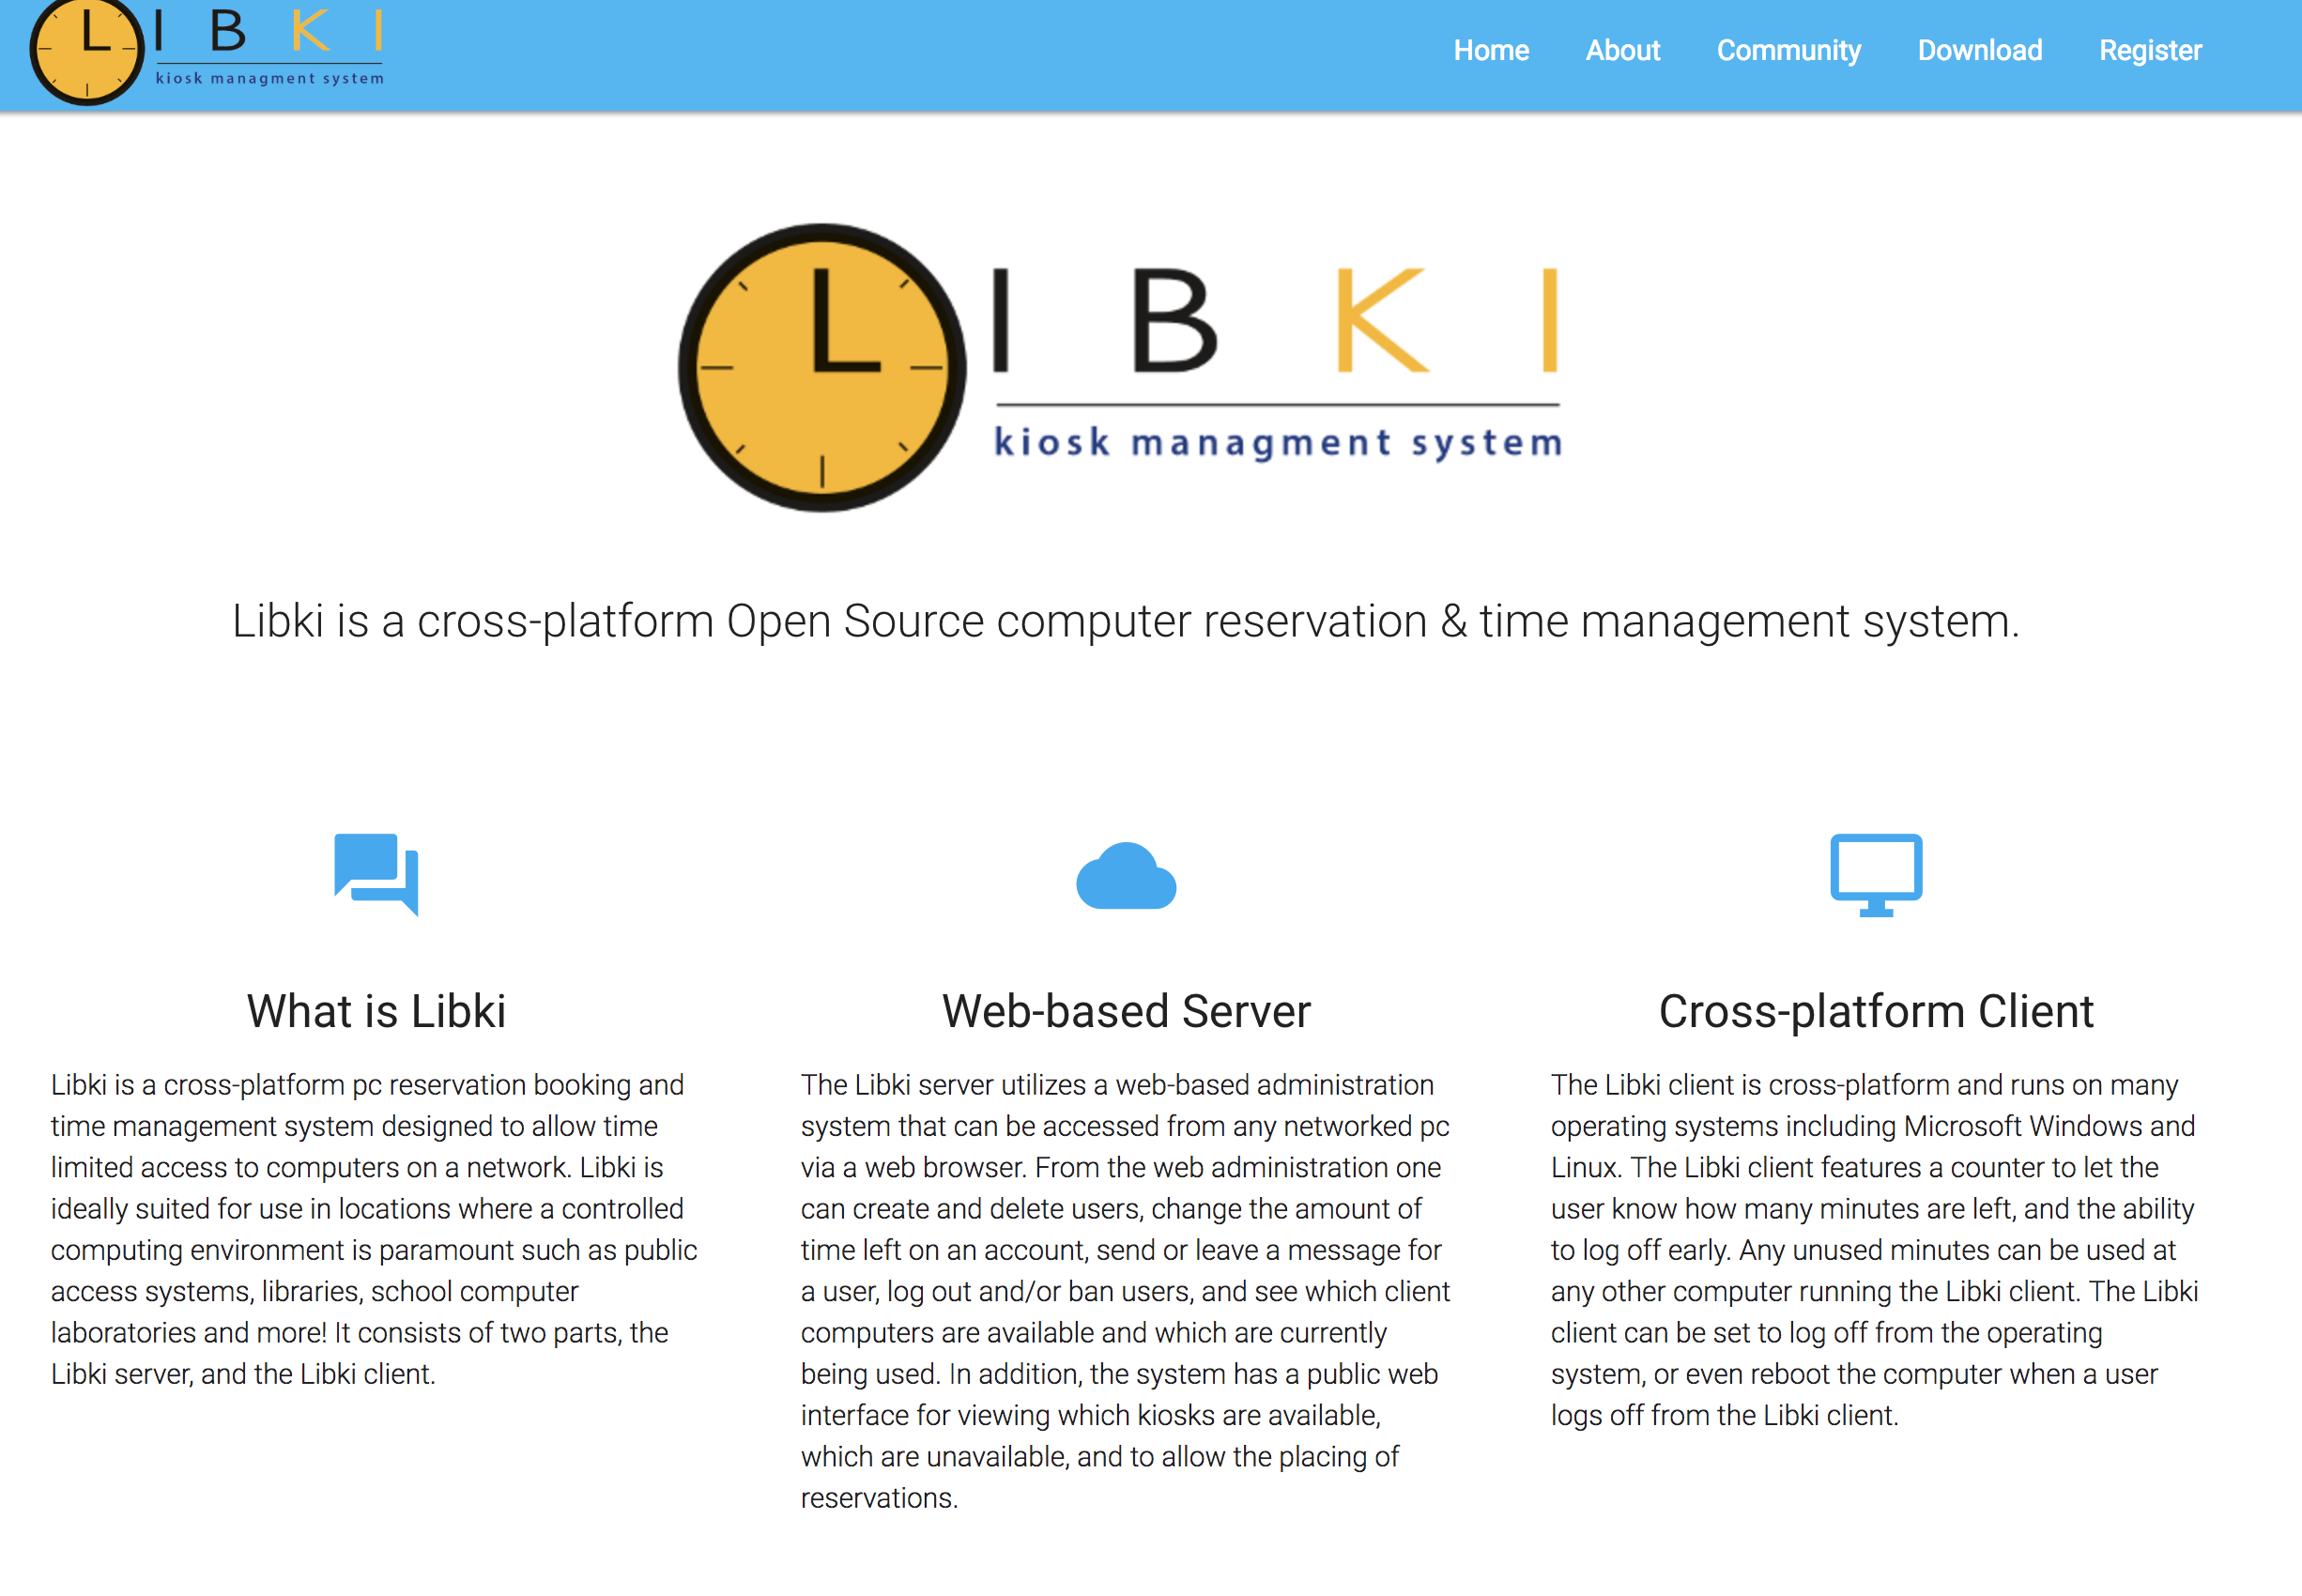 L I B K I
kiosk managment system
Home About Community Download Register
L I B K I
kiosk managment system
Libki is a cross-platform Open Source computer reservation & time management system.
What is Libki
Libki is a cross-platform pc reservation booking and
time management system designed to allow time
limited access to computers on a network. Libki is
ideally suited for use in locations where a controlled
computing environment is paramount such as public
access systems, libraries, school computer
laboratories and more! It consists of two parts, the
Libki server, and the Libki client.
Web-based Server
The Libki server utilizes a web-based administration
system that can be accessed from any networked pc
via a web browser. From the web administration one
can create and delete users, change the amount of
time left on an account, send or leave a message for
a user, log out and/or ban users, and see which client
computers are available and which are currently
being used. In addition, the system has a public web
interface for viewing which kiosks are available,
which are unavailable, and to allow the placing of
reservations.
Cross-platform Client
The Libki client is cross-platform and runs on many
operating systems including Microsoft Windows and
Linux. The Libki client features a counter to let the
user know how many minutes are left, and the ability
to log off early. Any unused minutes can be used at
any other computer running the Libki client. The Libki
client can be set to log off from the operating
system, or even reboot the computer when a user
logs off from the Libki client.